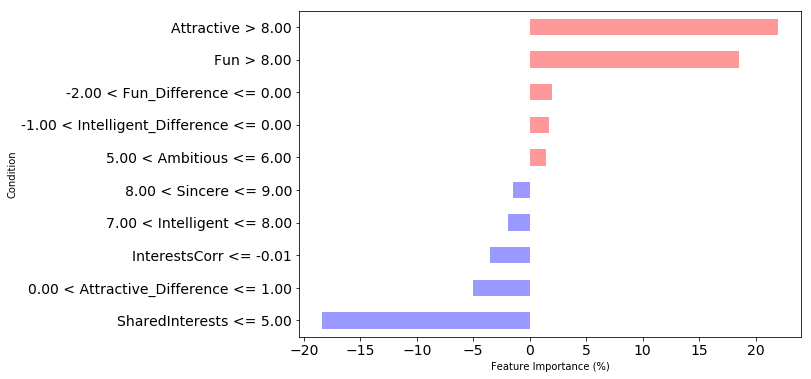 Attractive > 8.00
Fun > 8.00
-2.00 < Fun_Difference <= 0.00
-1.00 < Intelligent_Difference <= 0.00
5.00 < Ambitious <= 6.00
8.00 < Sincere <= 9.00
7.00 < Intelligent <= 8.00
InterestsCorr <= -0.01
0.00 < Attractive_Difference <= 1.00
SharedInterests <= 5.00
Condition
−20 −15 −10 −5 0 5 10 15 20
Feature Importance (%)